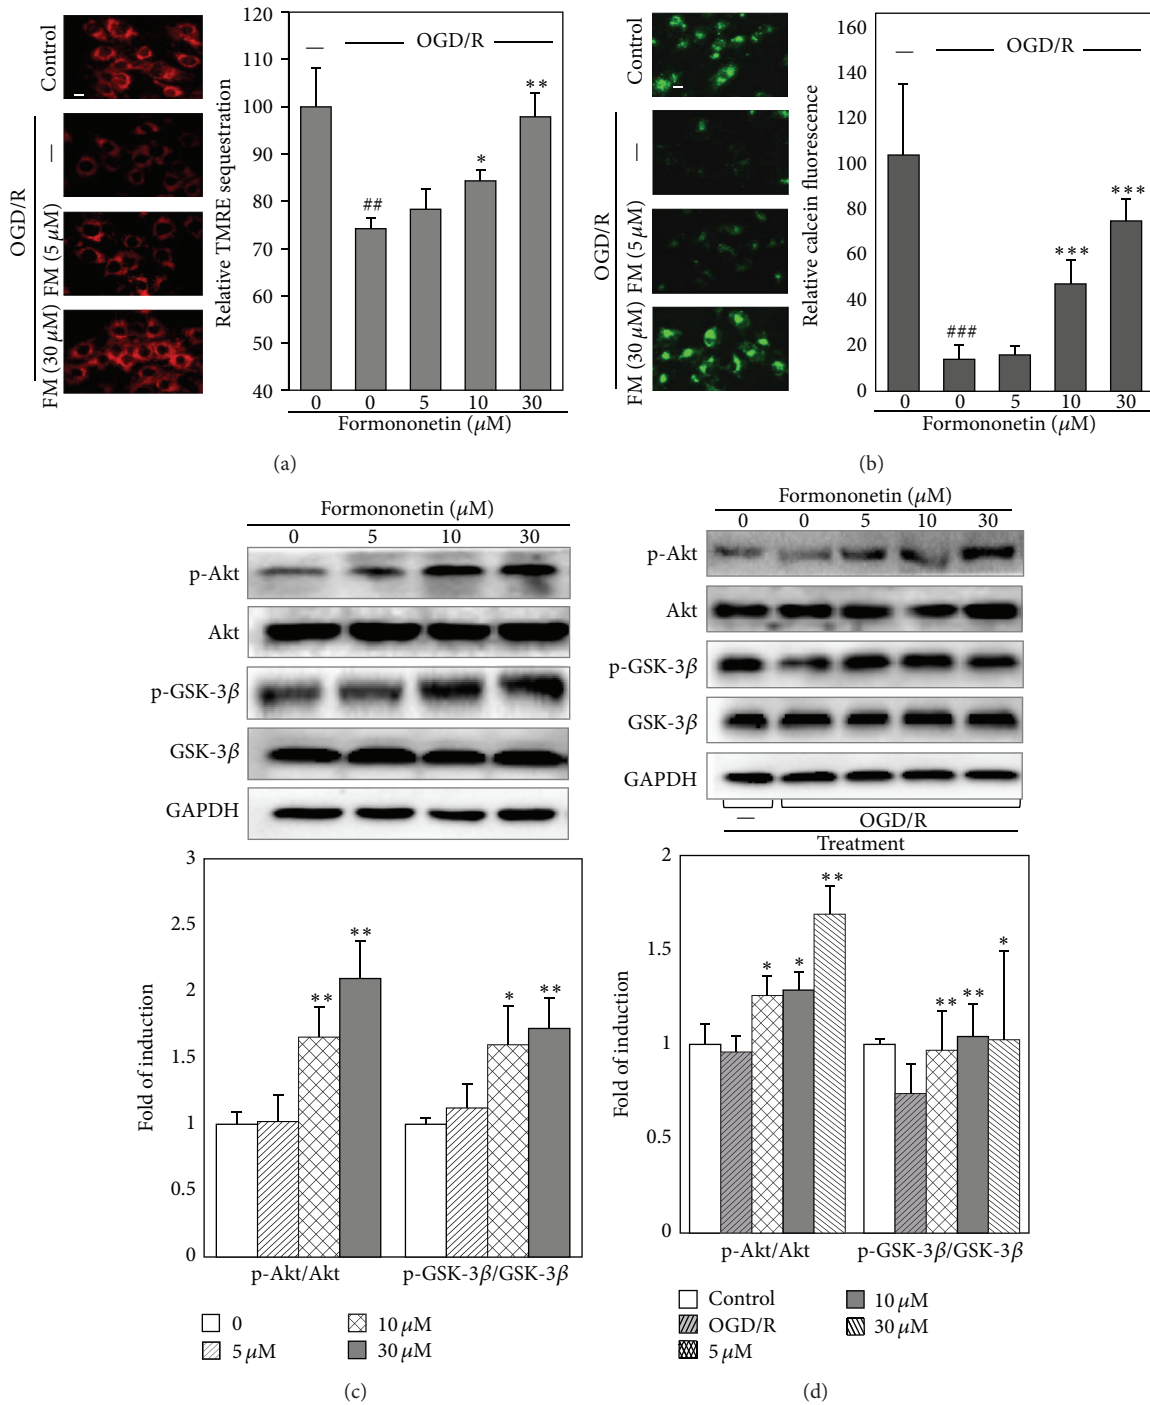 Control
OGD/R
—
FM (5 μM)
FM (30 μM)
Relative TMRE sequestration
120
110
100
90
80
70
60
50
40
—
OGD/R
##
*
**
0
0
5
10
30
Formononetin (μM)
(a)
Control
OGD/R
—
FM (5 μM)
FM (30 μM)
Relative calcein fluorescence
160
140
120
100
80
60
40
20
0
—
OGD/R
###
***
***
0
0
5
10
30
Formononetin (μM)
(b)
Formononetin (μM)
0
5
10
30
p-Akt
Akt
p-GSK-3β
GSK-3β
GAPDH
Fold of induction
3
2.5
2
1.5
1
0.5
0
**
**
*
**
p-Akt/Akt
p-GSK-3β/GSK-3β
0
5 μM
10 μM
30 μM
(c)
Formononetin (μM)
0
0
5
10
30
p-Akt
Akt
p-GSK-3β
GSK-3β
GAPDH
—
OGD/R
Treatment
Fold of induction
2
1.5
1
0.5
0
*
*
**
**
**
*
p-Akt/Akt
p-GSK-3β/GSK-3β
Control
OGD/R
5 μM
10 μM
30 μM
(d)